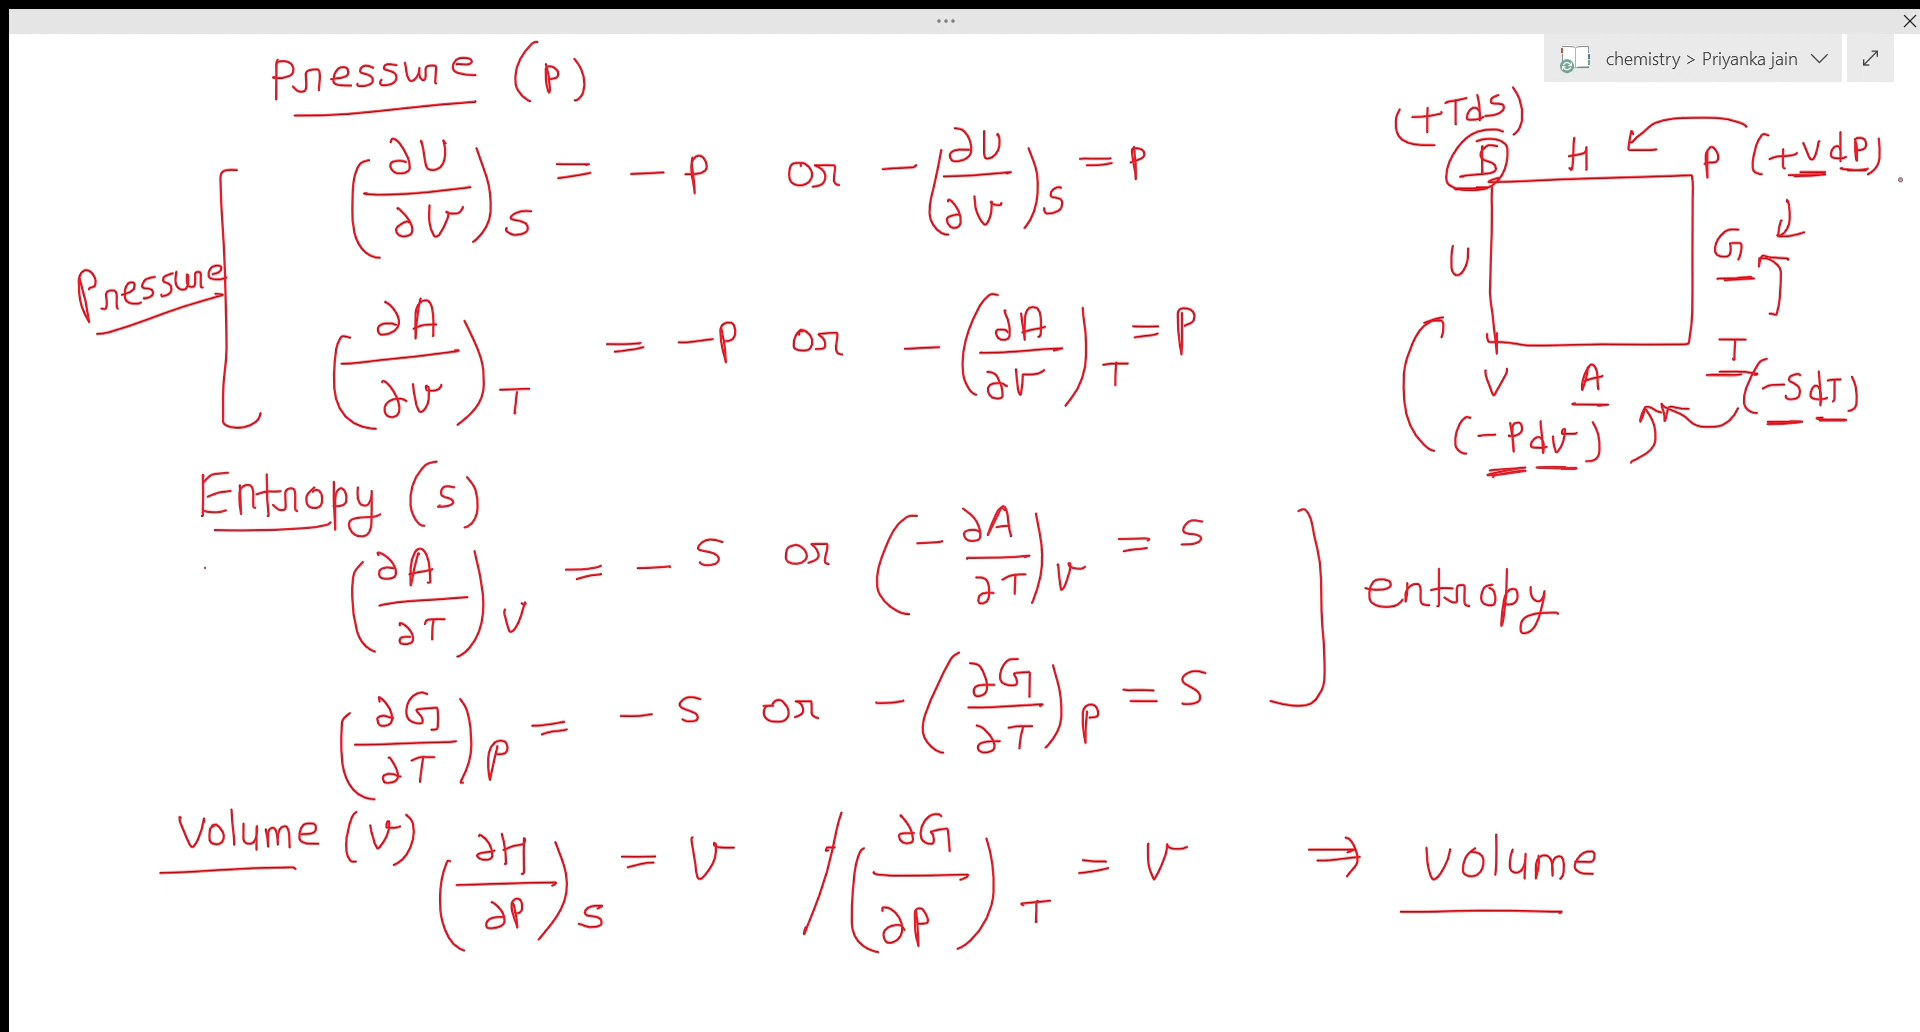 chemistry > Priyanka jain
Pressure (P)
(∂U/∂V)S = -P or -(∂U/∂V)S = P
Pressure
(∂A/∂V)T = -P or -(∂A/∂V)T = P
Entropy (S)
(∂A/∂T)V = -S or (-∂A/∂T)V = S
entropy
(∂G/∂T)P = -S or -(∂G/∂T)P = S
Volume (V)
(∂H/∂P)S = V / (∂G/∂P)T = V ⇒ Volume
(+TdS)
S H P (+VdP)
U G
V A T (-SdT)
(-PdV)